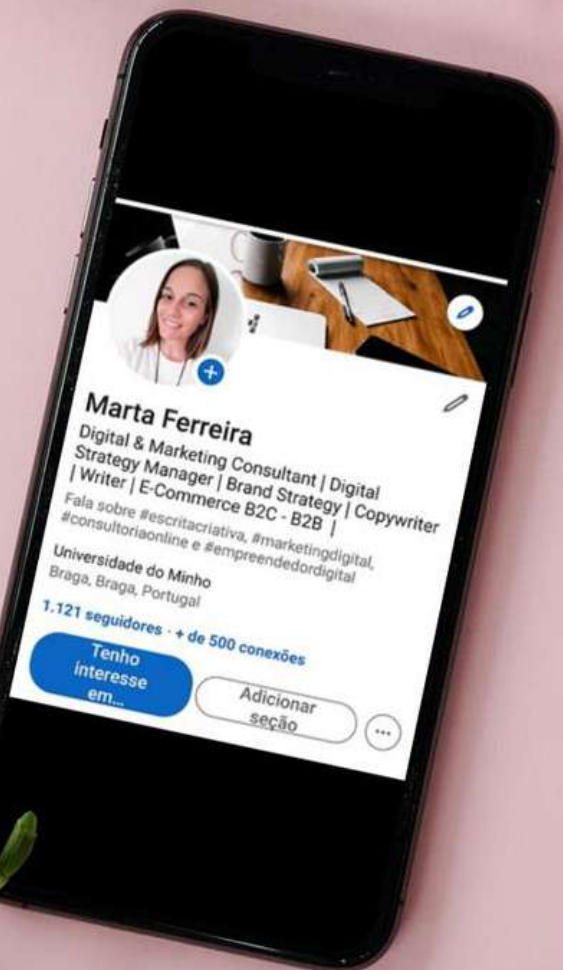 Marta Ferreira
Digital & Marketing Consultant | Digital
Strategy Manager | Brand Strategy | Copywriter
| Writer | E-Commerce B2C - B2B |
Fala sobre #escritacriativa, #marketingdigital,
#consultoriaonline e #empreendedordigital
Universidade do Minho
Braga, Braga, Portugal
1.121 seguidores · + de 500 conexões
Tenho
interesse
em...
Adicionar
seção